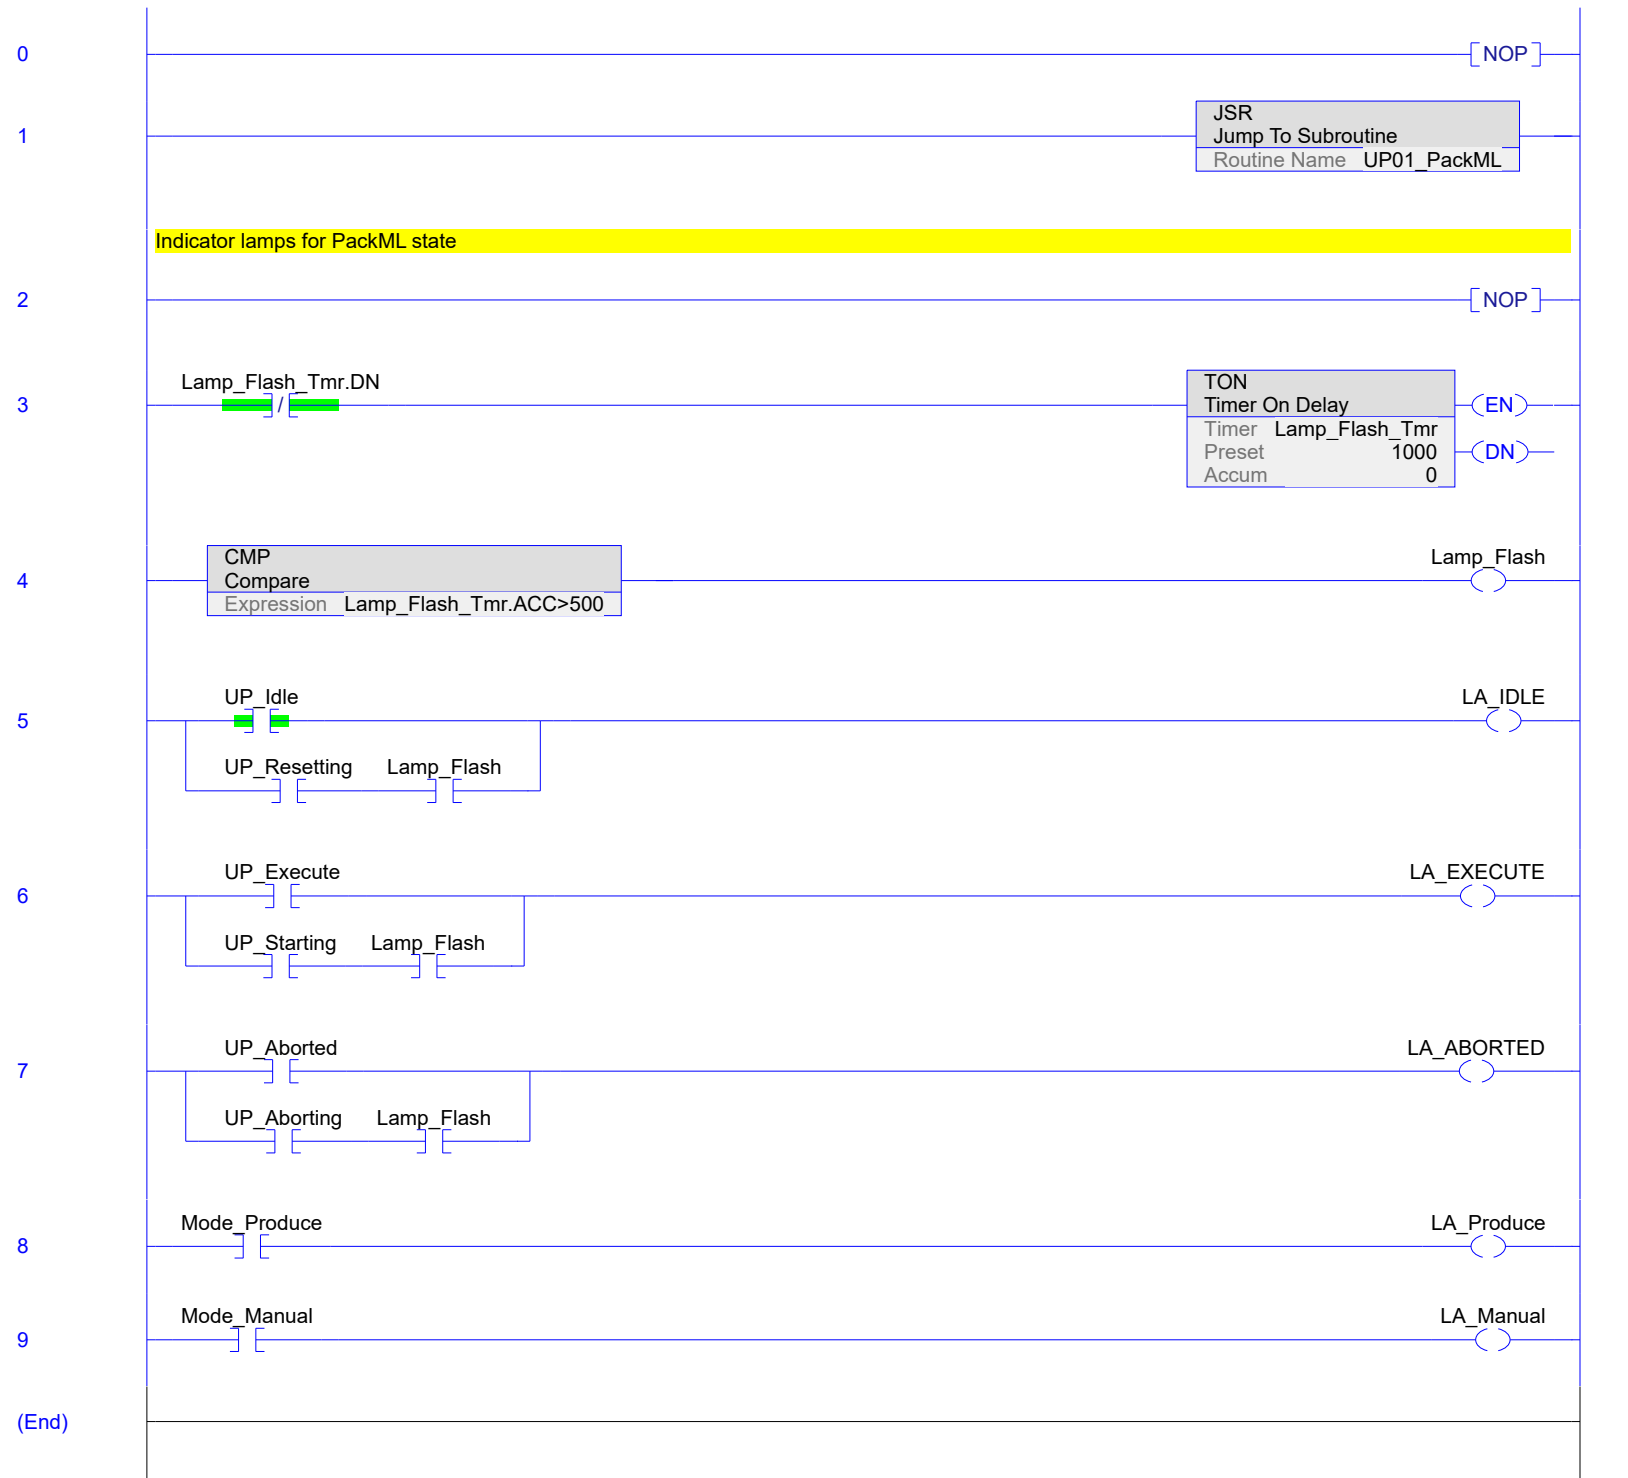 0
[NOP]
1
JSR
Jump To Subroutine
Routine Name UP01_PackML
Indicator lamps for PackML state
2
[NOP]
3
Lamp_Flash_Tmr.DN
/
TON
Timer On Delay
Timer Lamp_Flash_Tmr
Preset 1000
Accum 0
(EN)
(DN)
4
CMP
Compare
Expression Lamp_Flash_Tmr.ACC>500
Lamp_Flash
5
UP_Idle
LA_IDLE
UP_Resetting Lamp_Flash
6
UP_Execute
LA_EXECUTE
UP_Starting Lamp_Flash
7
UP_Aborted
LA_ABORTED
UP_Aborting Lamp_Flash
8
Mode_Produce
LA_Produce
9
Mode_Manual
LA_Manual
(End)